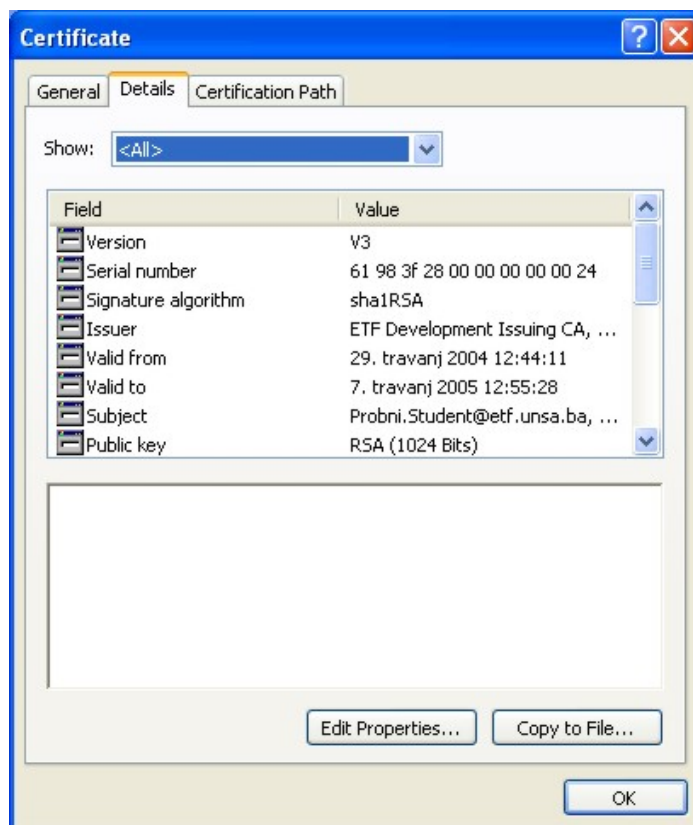 Certificate
General Details Certification Path
Show: <All>
Field Value
Version V3
Serial number 61 98 3f 28 00 00 00 00 00 24
Signature algorithm sha1RSA
Issuer ETF Development Issuing CA, ...
Valid from 29. travanj 2004 12:44:11
Valid to 7. travanj 2005 12:55:28
Subject Probni.Student@etf.unsa.ba, ...
Public key RSA (1024 Bits)
Edit Properties... Copy to File...
OK